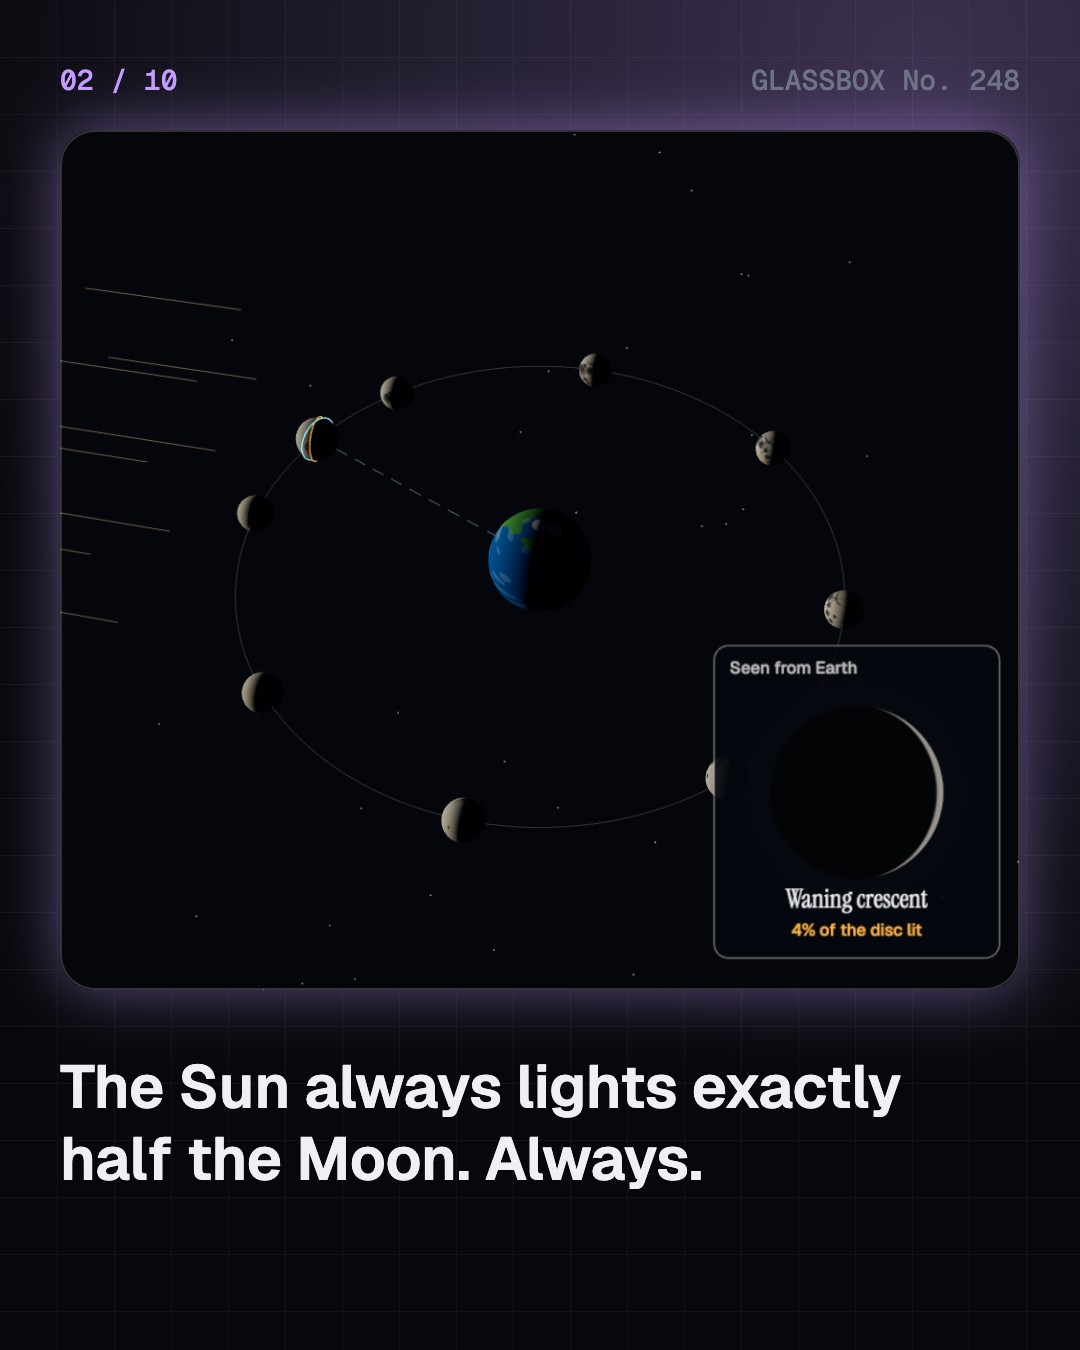 02 / 10
GLASSBOX No. 248
Seen from Earth
Waning crescent
4% of the disc lit
The Sun always lights exactly
half the Moon. Always.